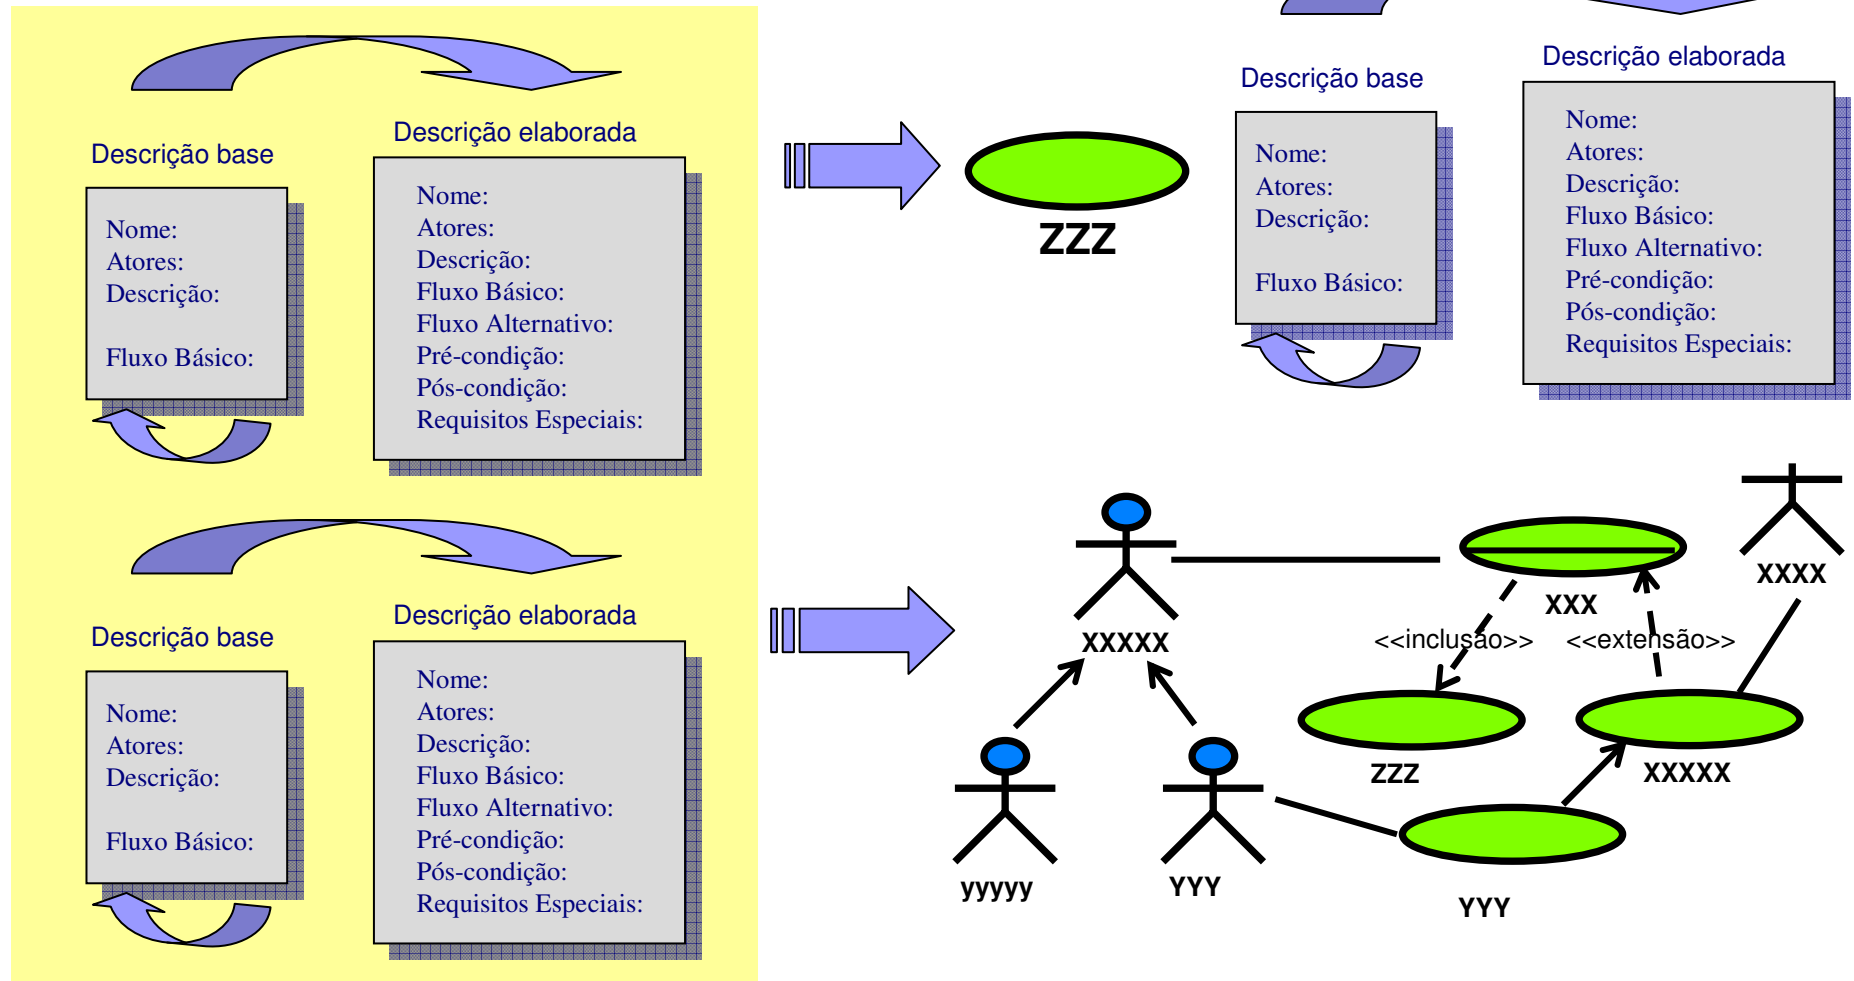 Descrição base
Nome:
Atores:
Descrição:
Fluxo Básico:
Descrição elaborada
Nome:
Atores:
Descrição:
Fluxo Básico:
Fluxo Alternativo:
Pré-condição:
Pós-condição:
Requisitos Especiais:
ZZZ
Descrição base
Nome:
Atores:
Descrição:
Fluxo Básico:
Descrição elaborada
Nome:
Atores:
Descrição:
Fluxo Básico:
Fluxo Alternativo:
Pré-condição:
Pós-condição:
Requisitos Especiais:
Descrição base
Nome:
Atores:
Descrição:
Fluxo Básico:
Descrição elaborada
Nome:
Atores:
Descrição:
Fluxo Básico:
Fluxo Alternativo:
Pré-condição:
Pós-condição:
Requisitos Especiais:
XXXX
XXX
XXXXX
<<inclusão>>
<<extensão>>
ZZZ
XXXXX
yyyyy
YYY
YYY